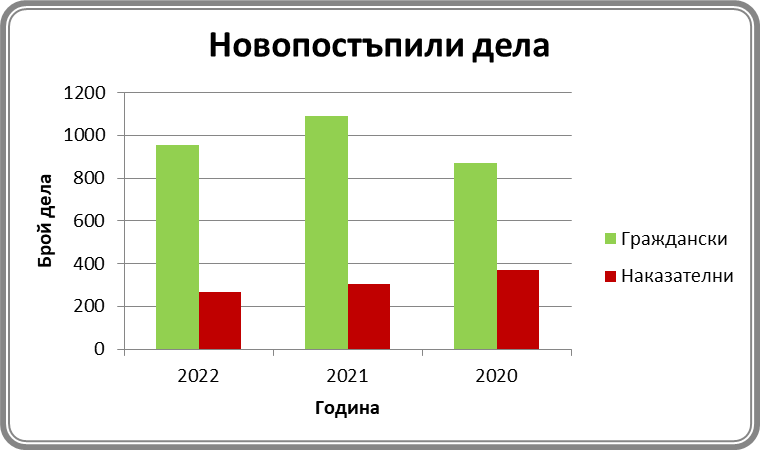 Новопостъпили дела
1200
1000
800
600
400
200
0
Брой дела
2022 2021 2020
Година
Граждански
Наказателни